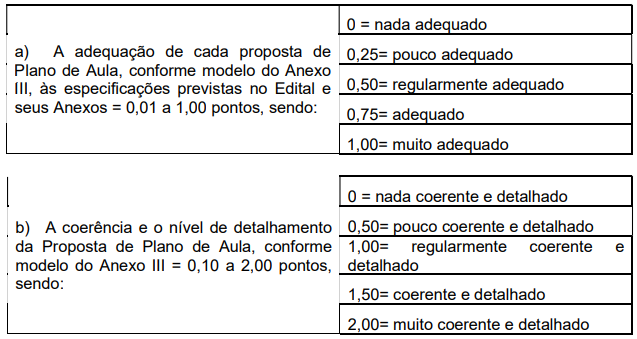 a) A adequação de cada proposta de
Plano de Aula, conforme modelo do Anexo
III, às especificações previstas no Edital e
seus Anexos = 0,01 a 1,00 pontos, sendo:
0 = nada adequado
0,25= pouco adequado
0,50= regularmente adequado
0,75= adequado
1,00= muito adequado
b) A coerência e o nível de detalhamento
da Proposta de Plano de Aula, conforme
modelo do Anexo III = 0,10 a 2,00 pontos,
sendo:
0 = nada coerente e detalhado
0,50= pouco coerente e detalhado
1,00= regularmente coerente e
detalhado
1,50= coerente e detalhado
2,00= muito coerente e detalhado